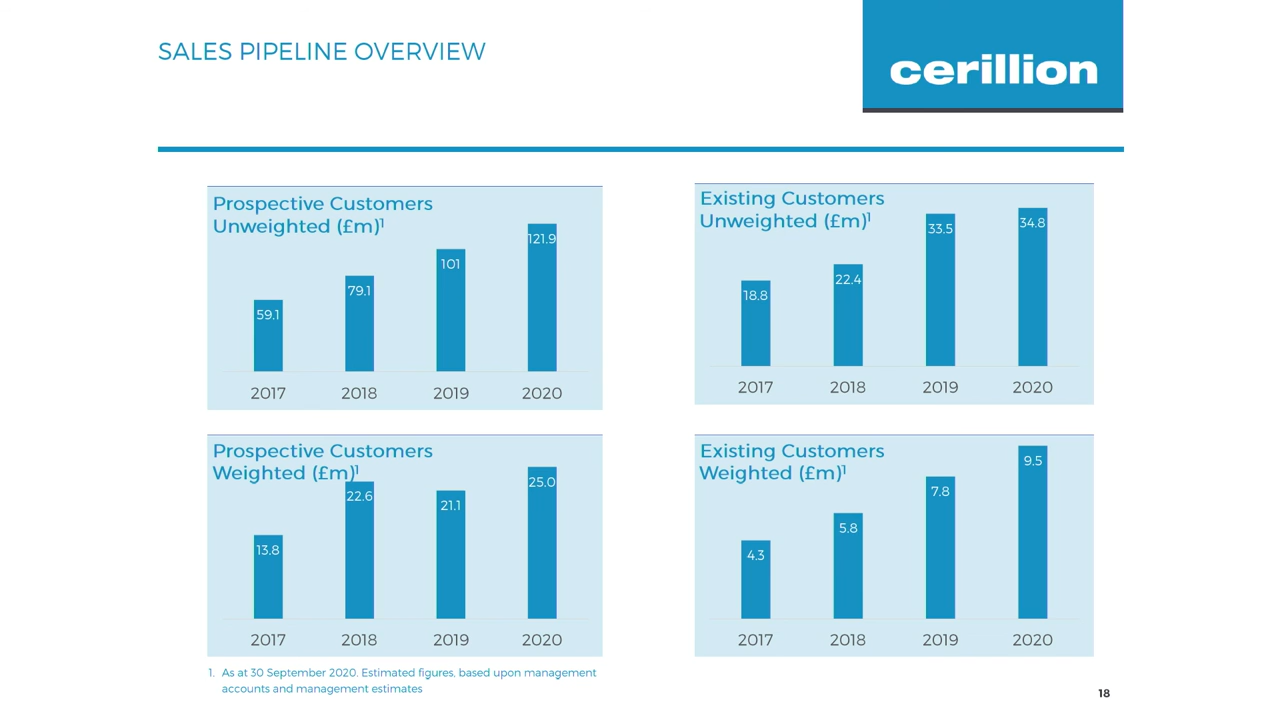 SALES PIPELINE OVERVIEW
cerillion
Prospective Customers
Unweighted (£m)¹
59.1
79.1
101
121.9
2017
2018
2019
2020
Existing Customers
Unweighted (£m)¹
18.8
22.4
33.5
34.8
2017
2018
2019
2020
Prospective Customers
Weighted (£m)¹
13.8
22.6
21.1
25.0
2017
2018
2019
2020
Existing Customers
Weighted (£m)¹
4.3
5.8
7.8
9.5
2017
2018
2019
2020
1. As at 30 September 2020. Estimated figures, based upon management
accounts and management estimates
18